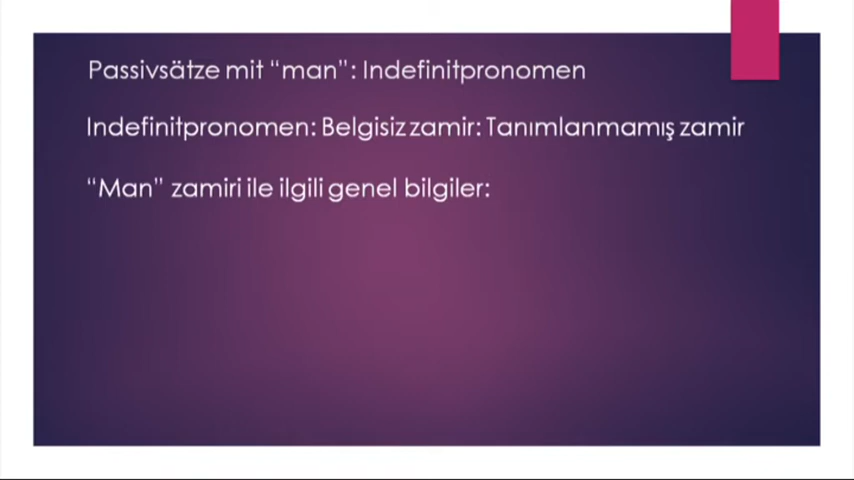 Passivsätze mit “man”: Indefinitpronomen
Indefinitpronomen: Belgisiz zamir: Tanımlanmamış zamir
“Man” zamiri ile ilgili genel bilgiler: